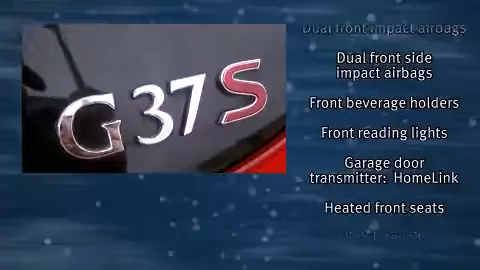 G37S
Dual front impact airbags
Dual front side
impact airbags
Front beverage holders
Front reading lights
Garage door
transmitter: HomeLink
Heated front seats